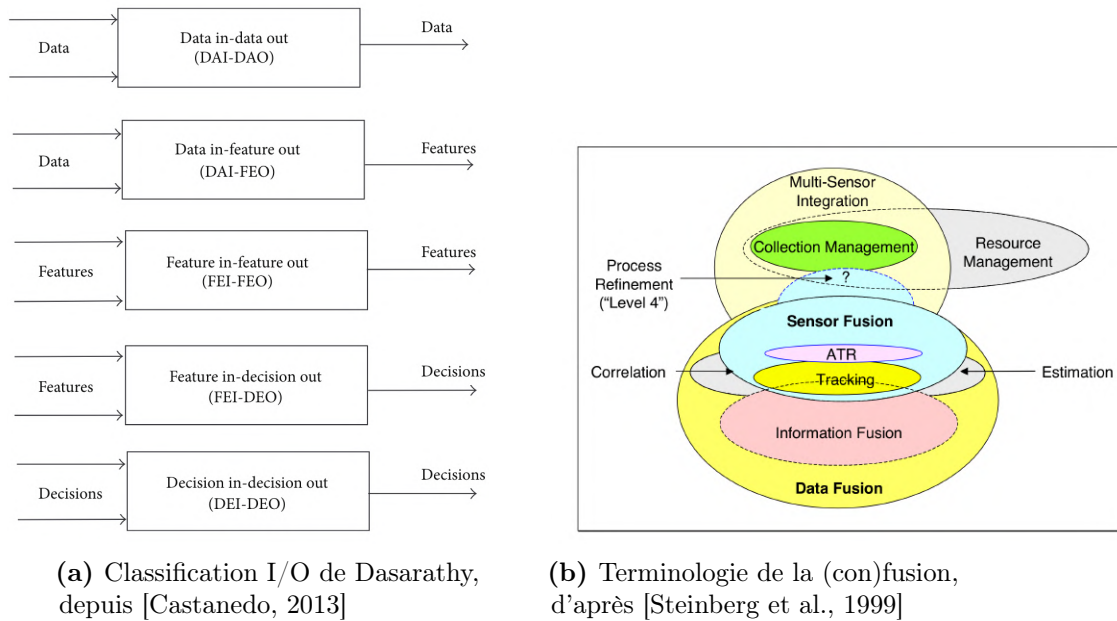 Data
Data in-data out
(DAI-DAO)
Data
Data
Data in-feature out
(DAI-FEO)
Features
Features
Feature in-feature out
(FEI-FEO)
Features
Features
Feature in-decision out
(FEI-DEO)
Decisions
Decisions
Decision in-decision out
(DEI-DEO)
Decisions
(a) Classification I/O de Dasarathy,
depuis [Castanedo, 2013]
Multi-Sensor
Integration
Collection Management
Resource
Management
Process
Refinement
("Level 4")
?
Sensor Fusion
ATR
Correlation
Tracking
Estimation
Information Fusion
Data Fusion
(b) Terminologie de la (con)fusion,
d'après [Steinberg et al., 1999]